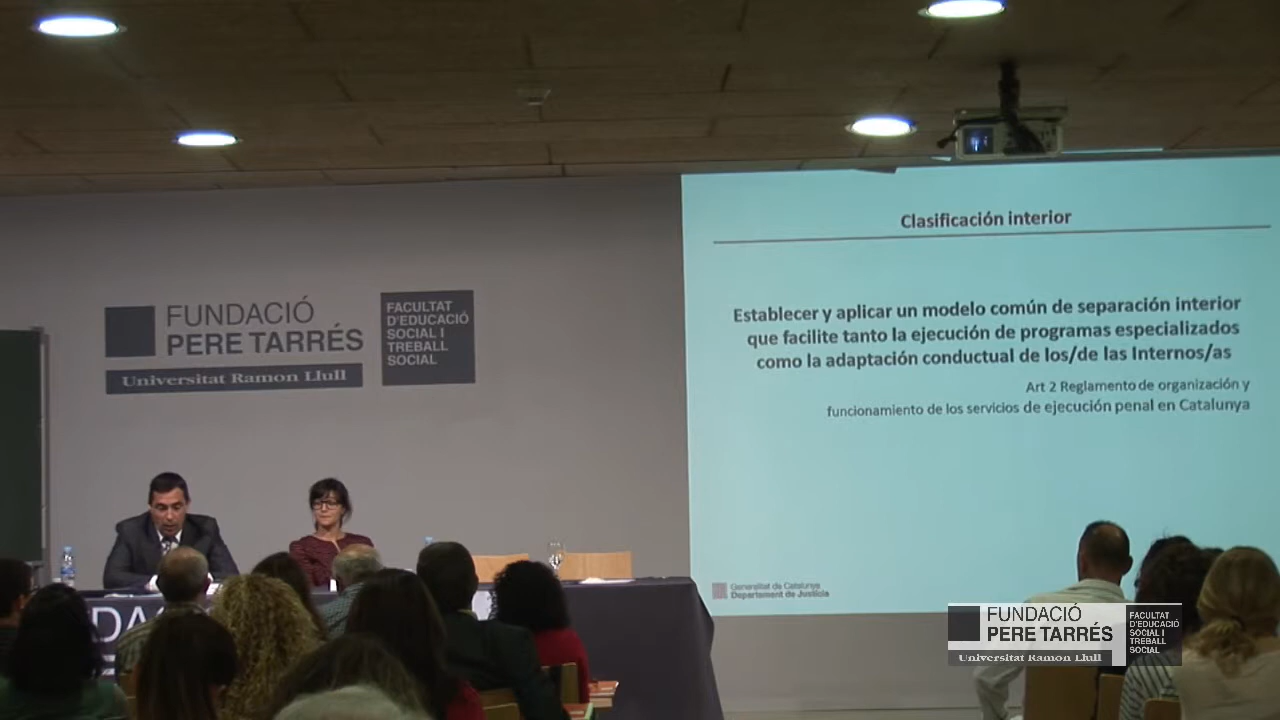 Clasificación interior
Establecer y aplicar un modelo común de separación interior
que facilite tanto la ejecución de programas especializados
como la adaptación conductual de los/de las Internos/as
Art 2 Reglamento de organización y
funcionamiento de los servicios de ejecución penal en Catalunya
Generalitat de Catalunya
Departament de Justícia
FUNDACIÓ
PERE TARRÉS
Universitat Ramon Llull
FACULTAT
D'EDUCACIÓ
SOCIAL I
TREBALL
SOCIAL
FUNDACIÓ
PERE TARRÉS
Universitat Ramon Llull
FACULTAT
D'EDUCACIÓ
SOCIAL I
TREBALL
SOCIAL